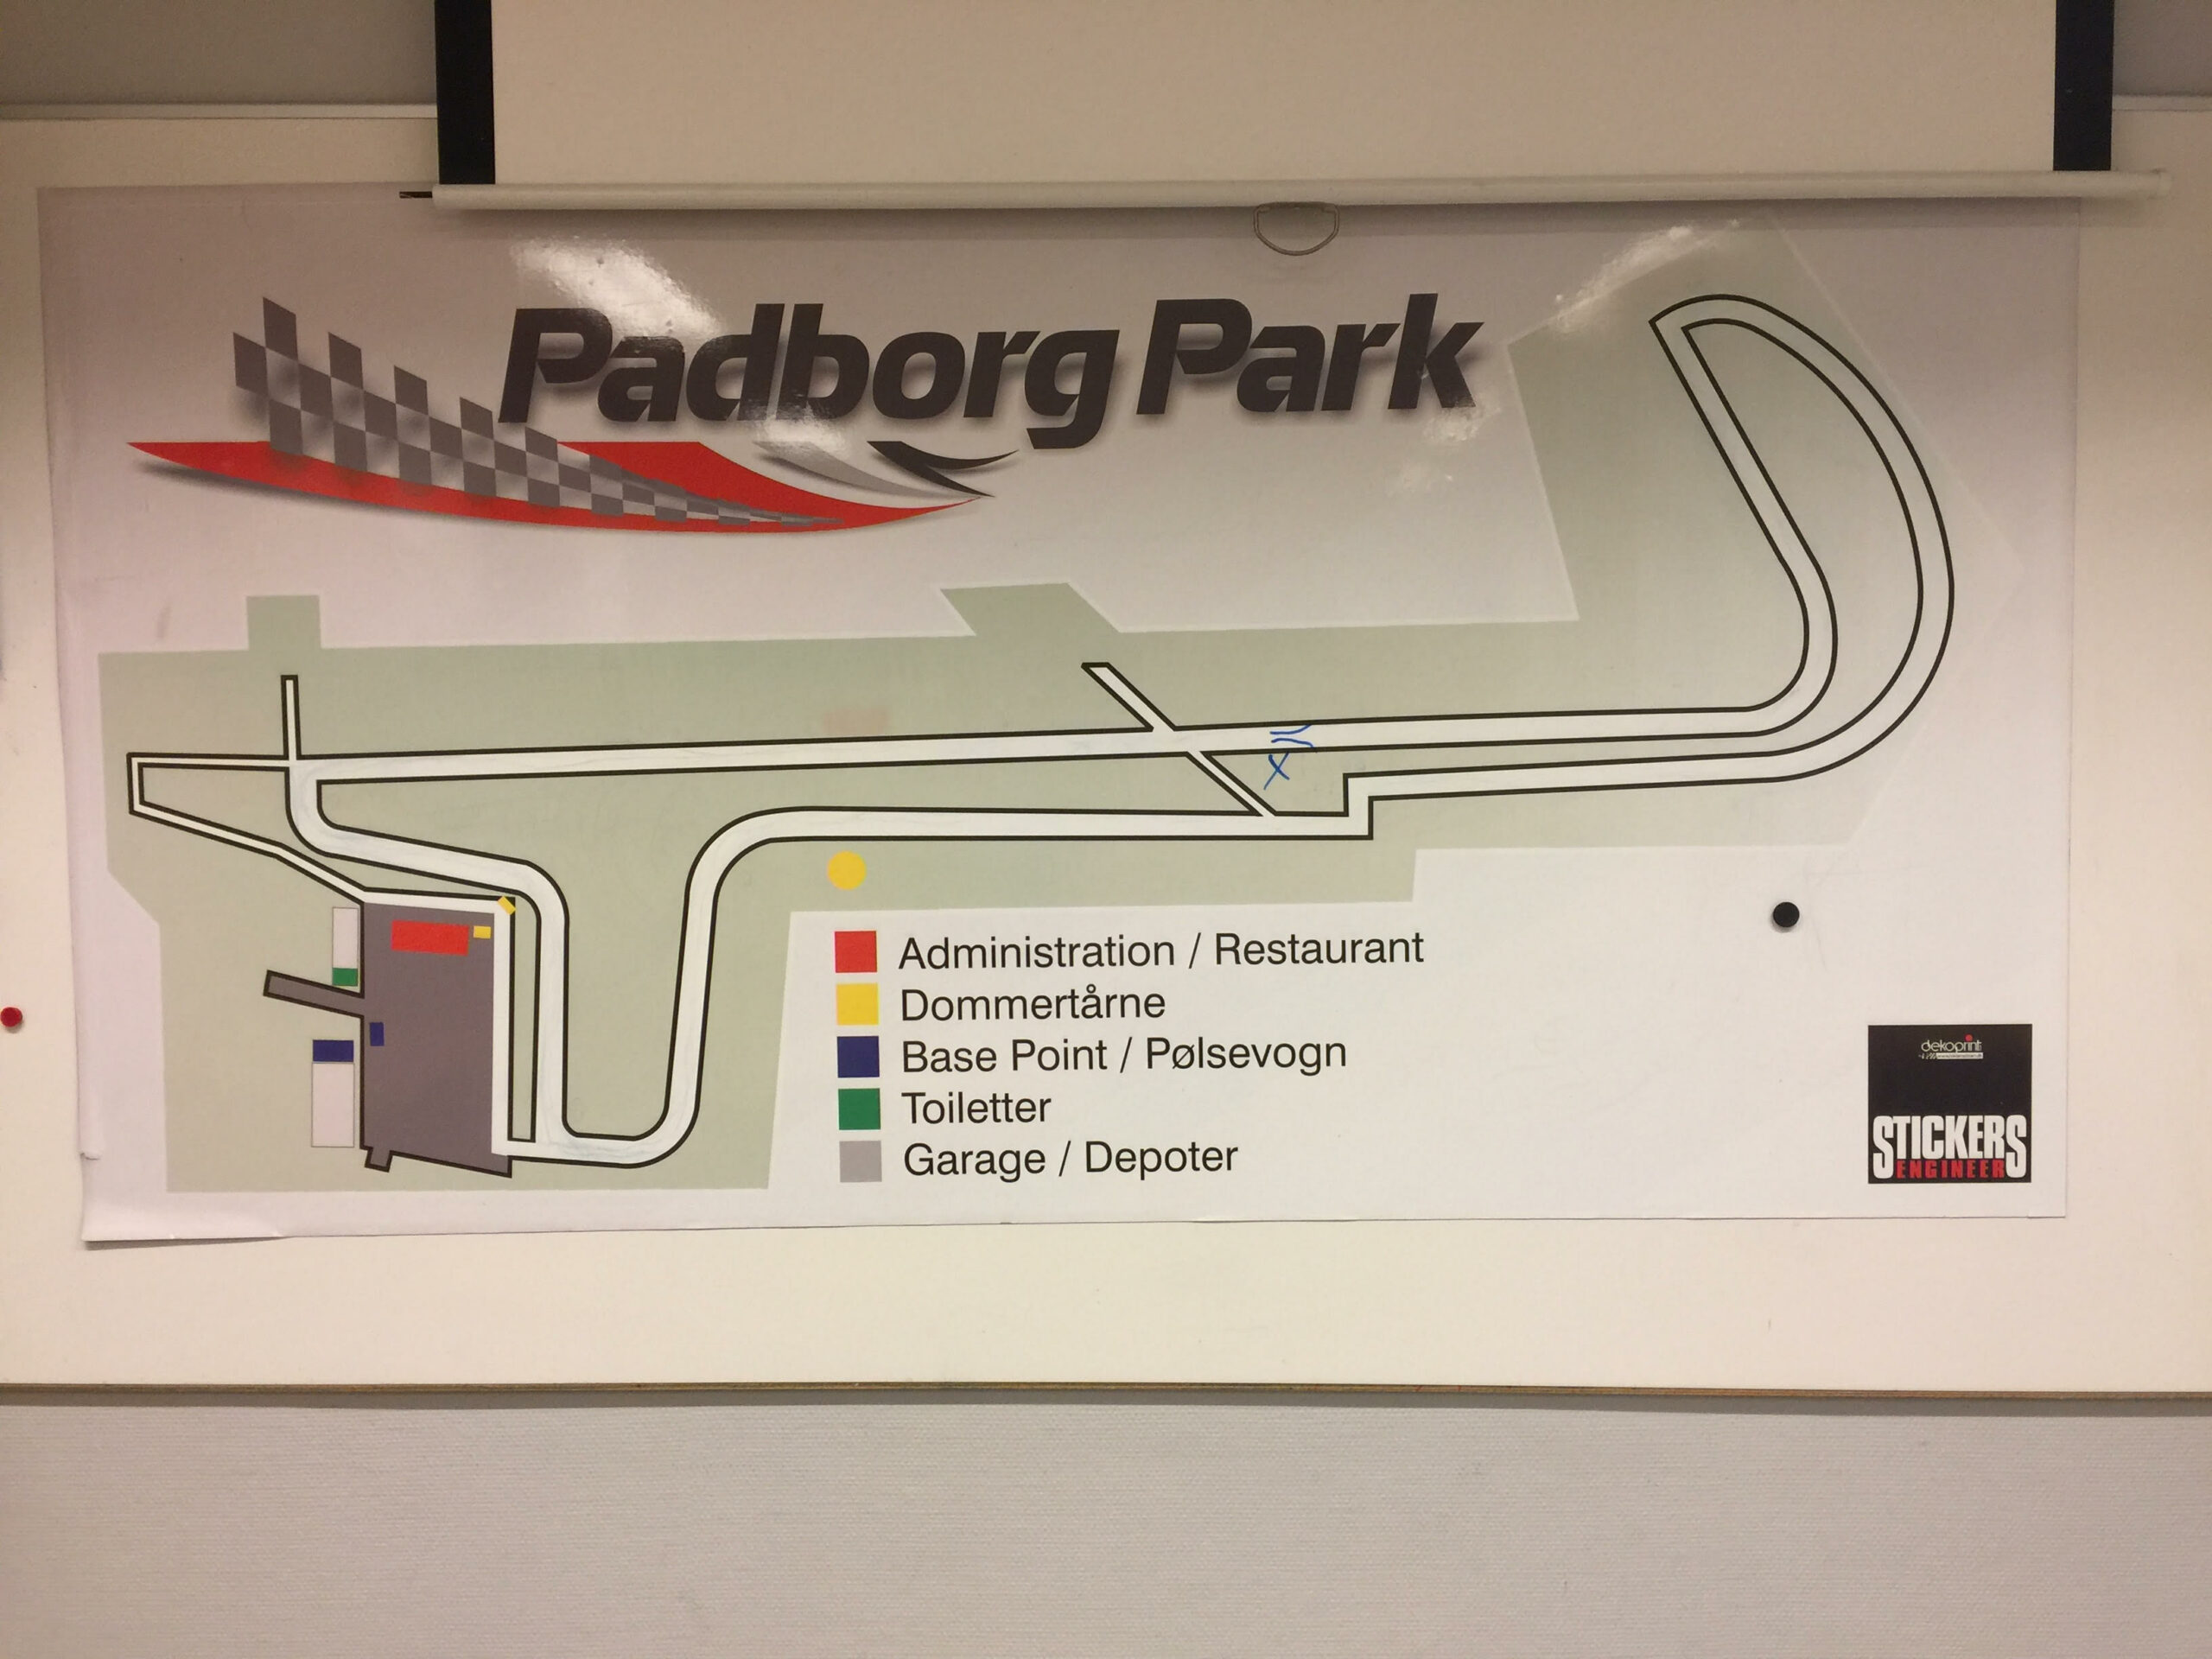 Padborg Park
Administration / Restaurant
Dommertårne
Base Point / Pølsevogn
Toiletter
Garage / Depoter
dekoprint
STICKERS
ENGINEER